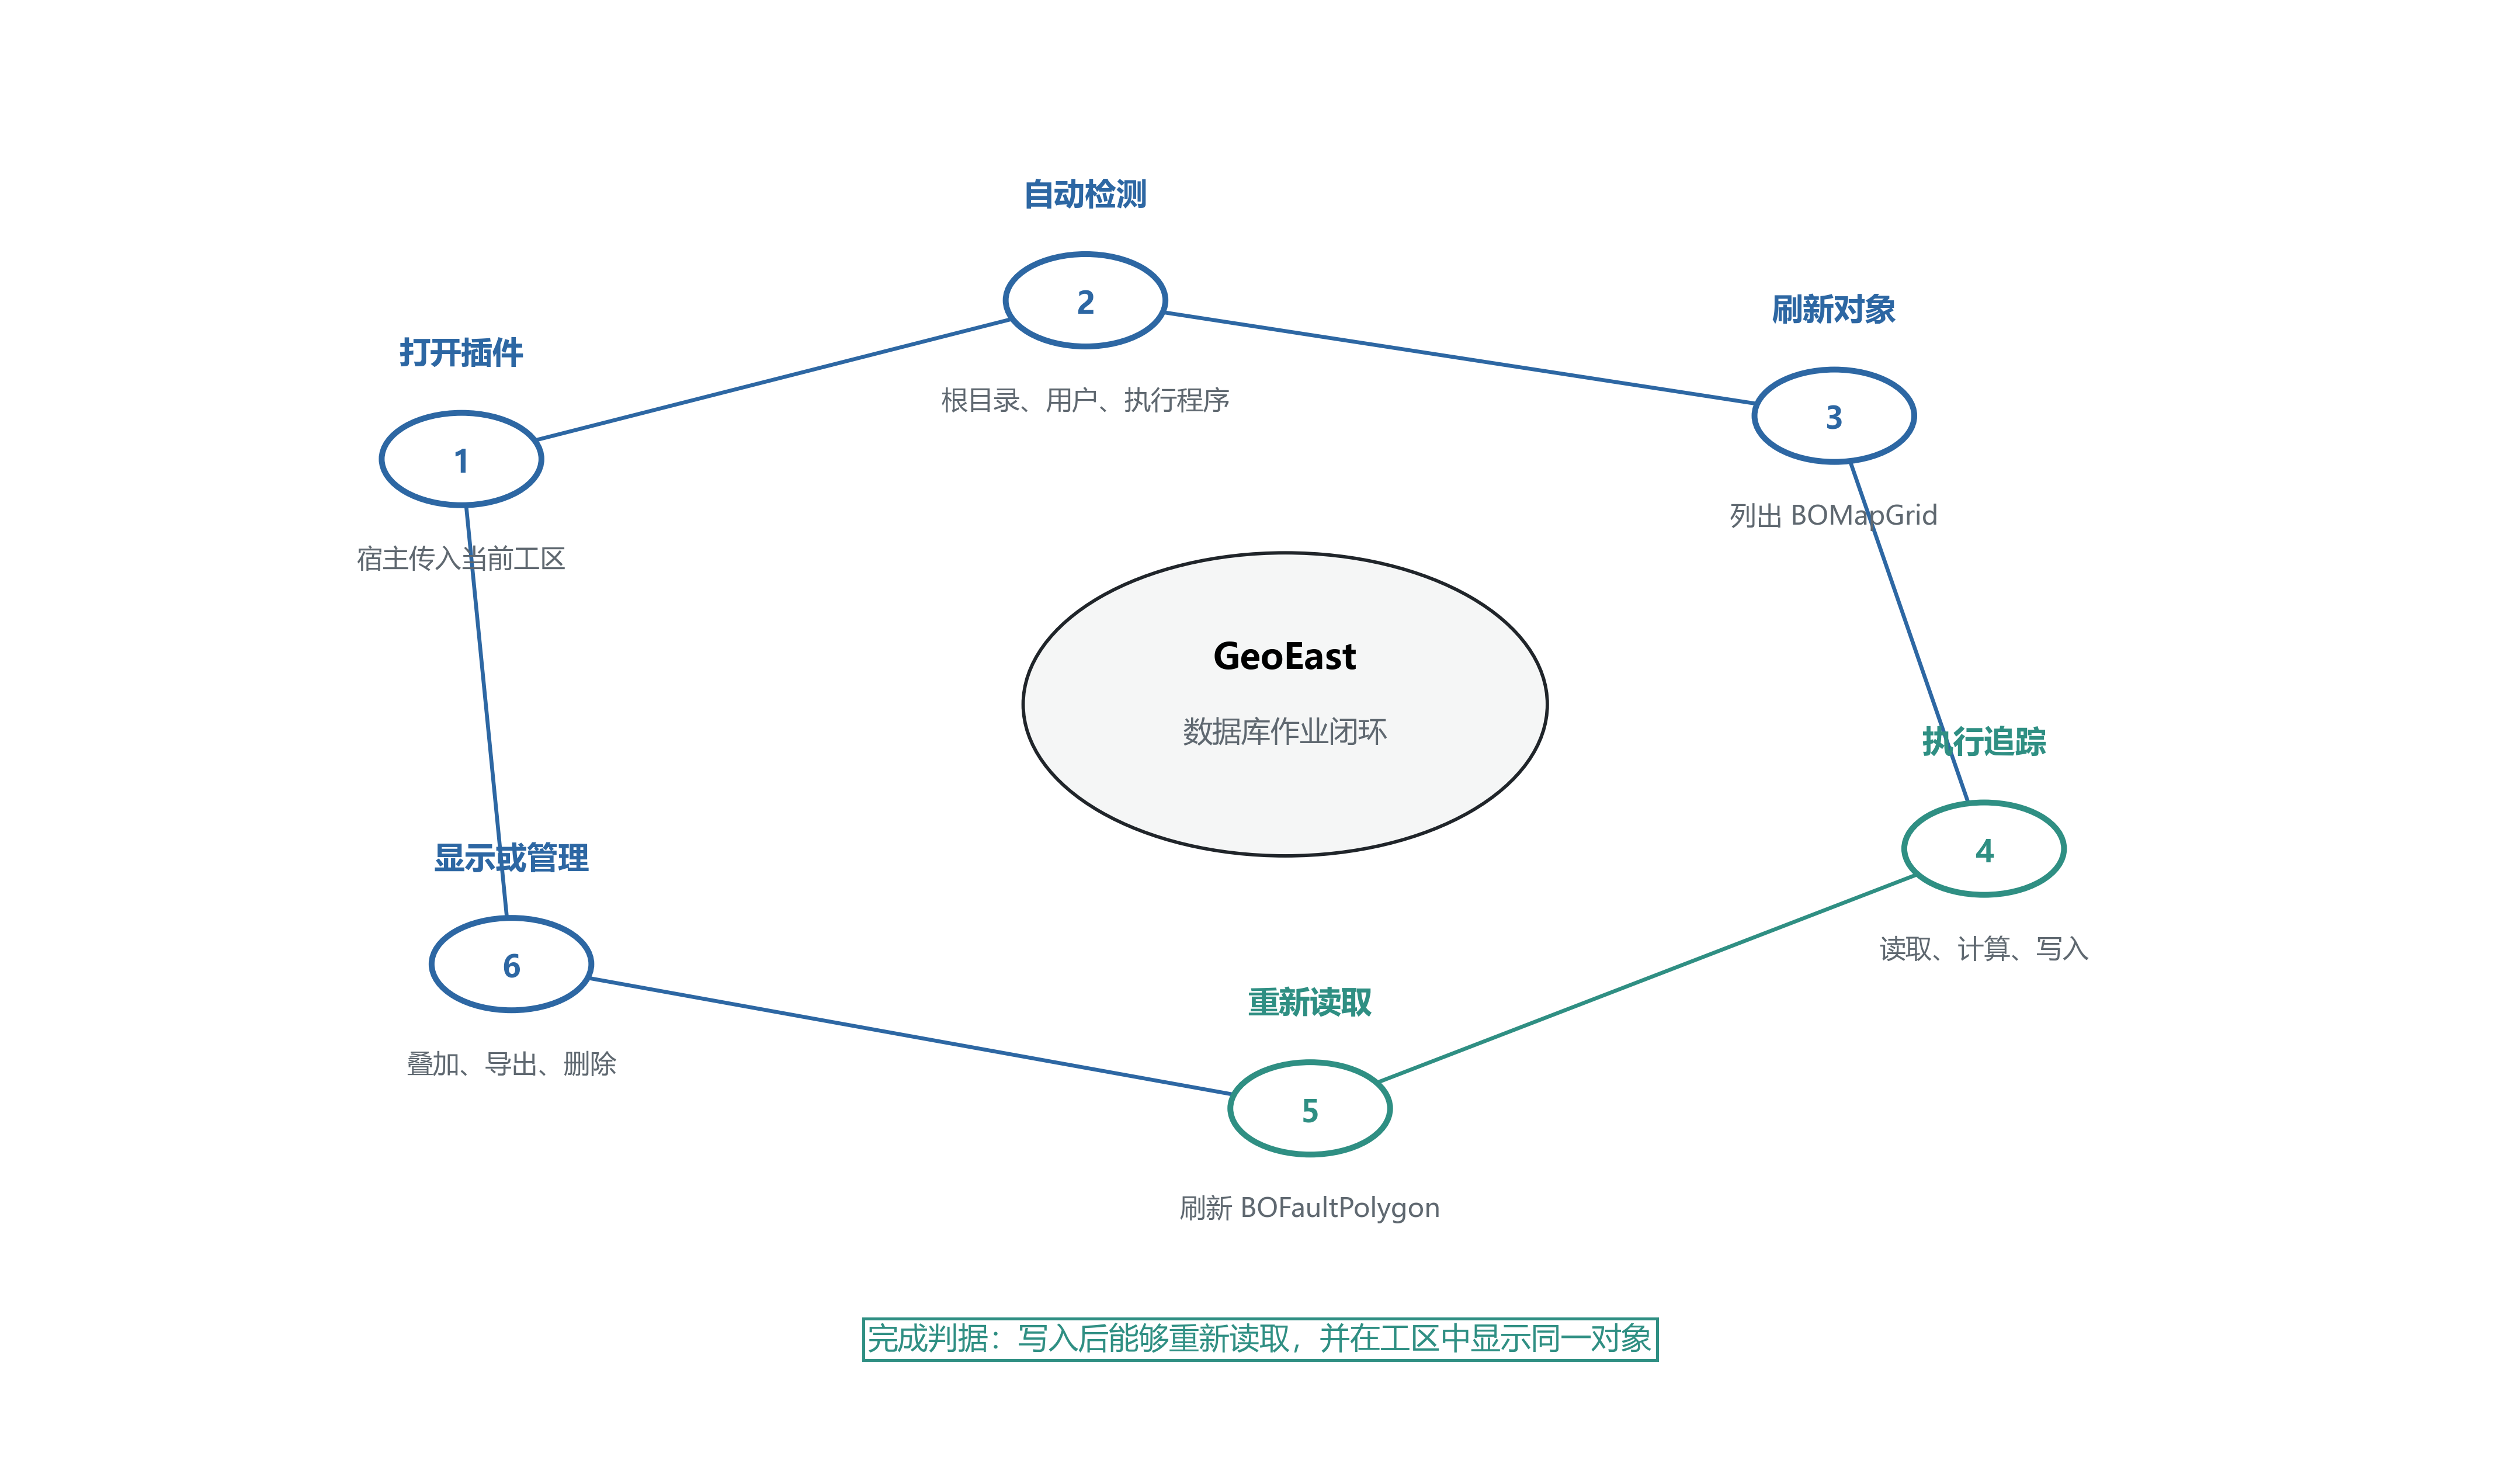 打开插件
1
宿主传入当前工区
自动检测
2
根目录、用户、执行程序
刷新对象
3
列出 BOMapGrid
执行追踪
4
读取、计算、写入
重新读取
5
刷新 BOFaultPolygon
显示或管理
6
叠加、导出、删除
GeoEast
数据库作业闭环
完成判据：写入后能够重新读取，并在工区中显示同一对象